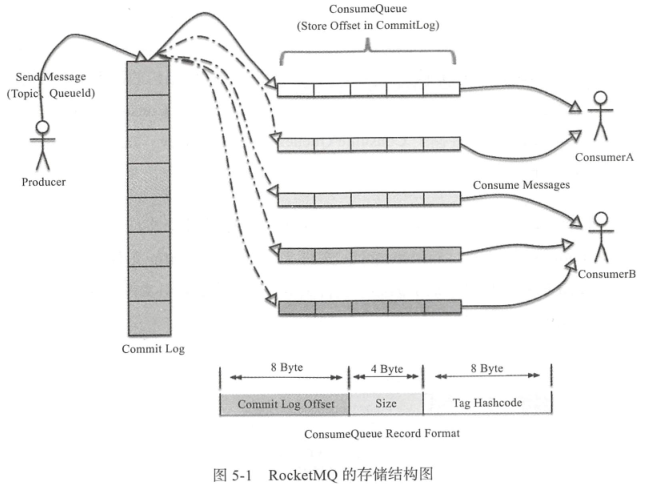 ConsumeQueue
(Store Offset in CommitLog)
Send Message
(Topic、QueueId)
Producer
ConsumerA
Consume Messages
ConsumerB
Commit Log
8 Byte
4 Byte
8 Byte
Commit Log Offset
Size
Tag Hashcode
ConsumeQueue Record Format
图 5-1 RocketMQ 的存储结构图